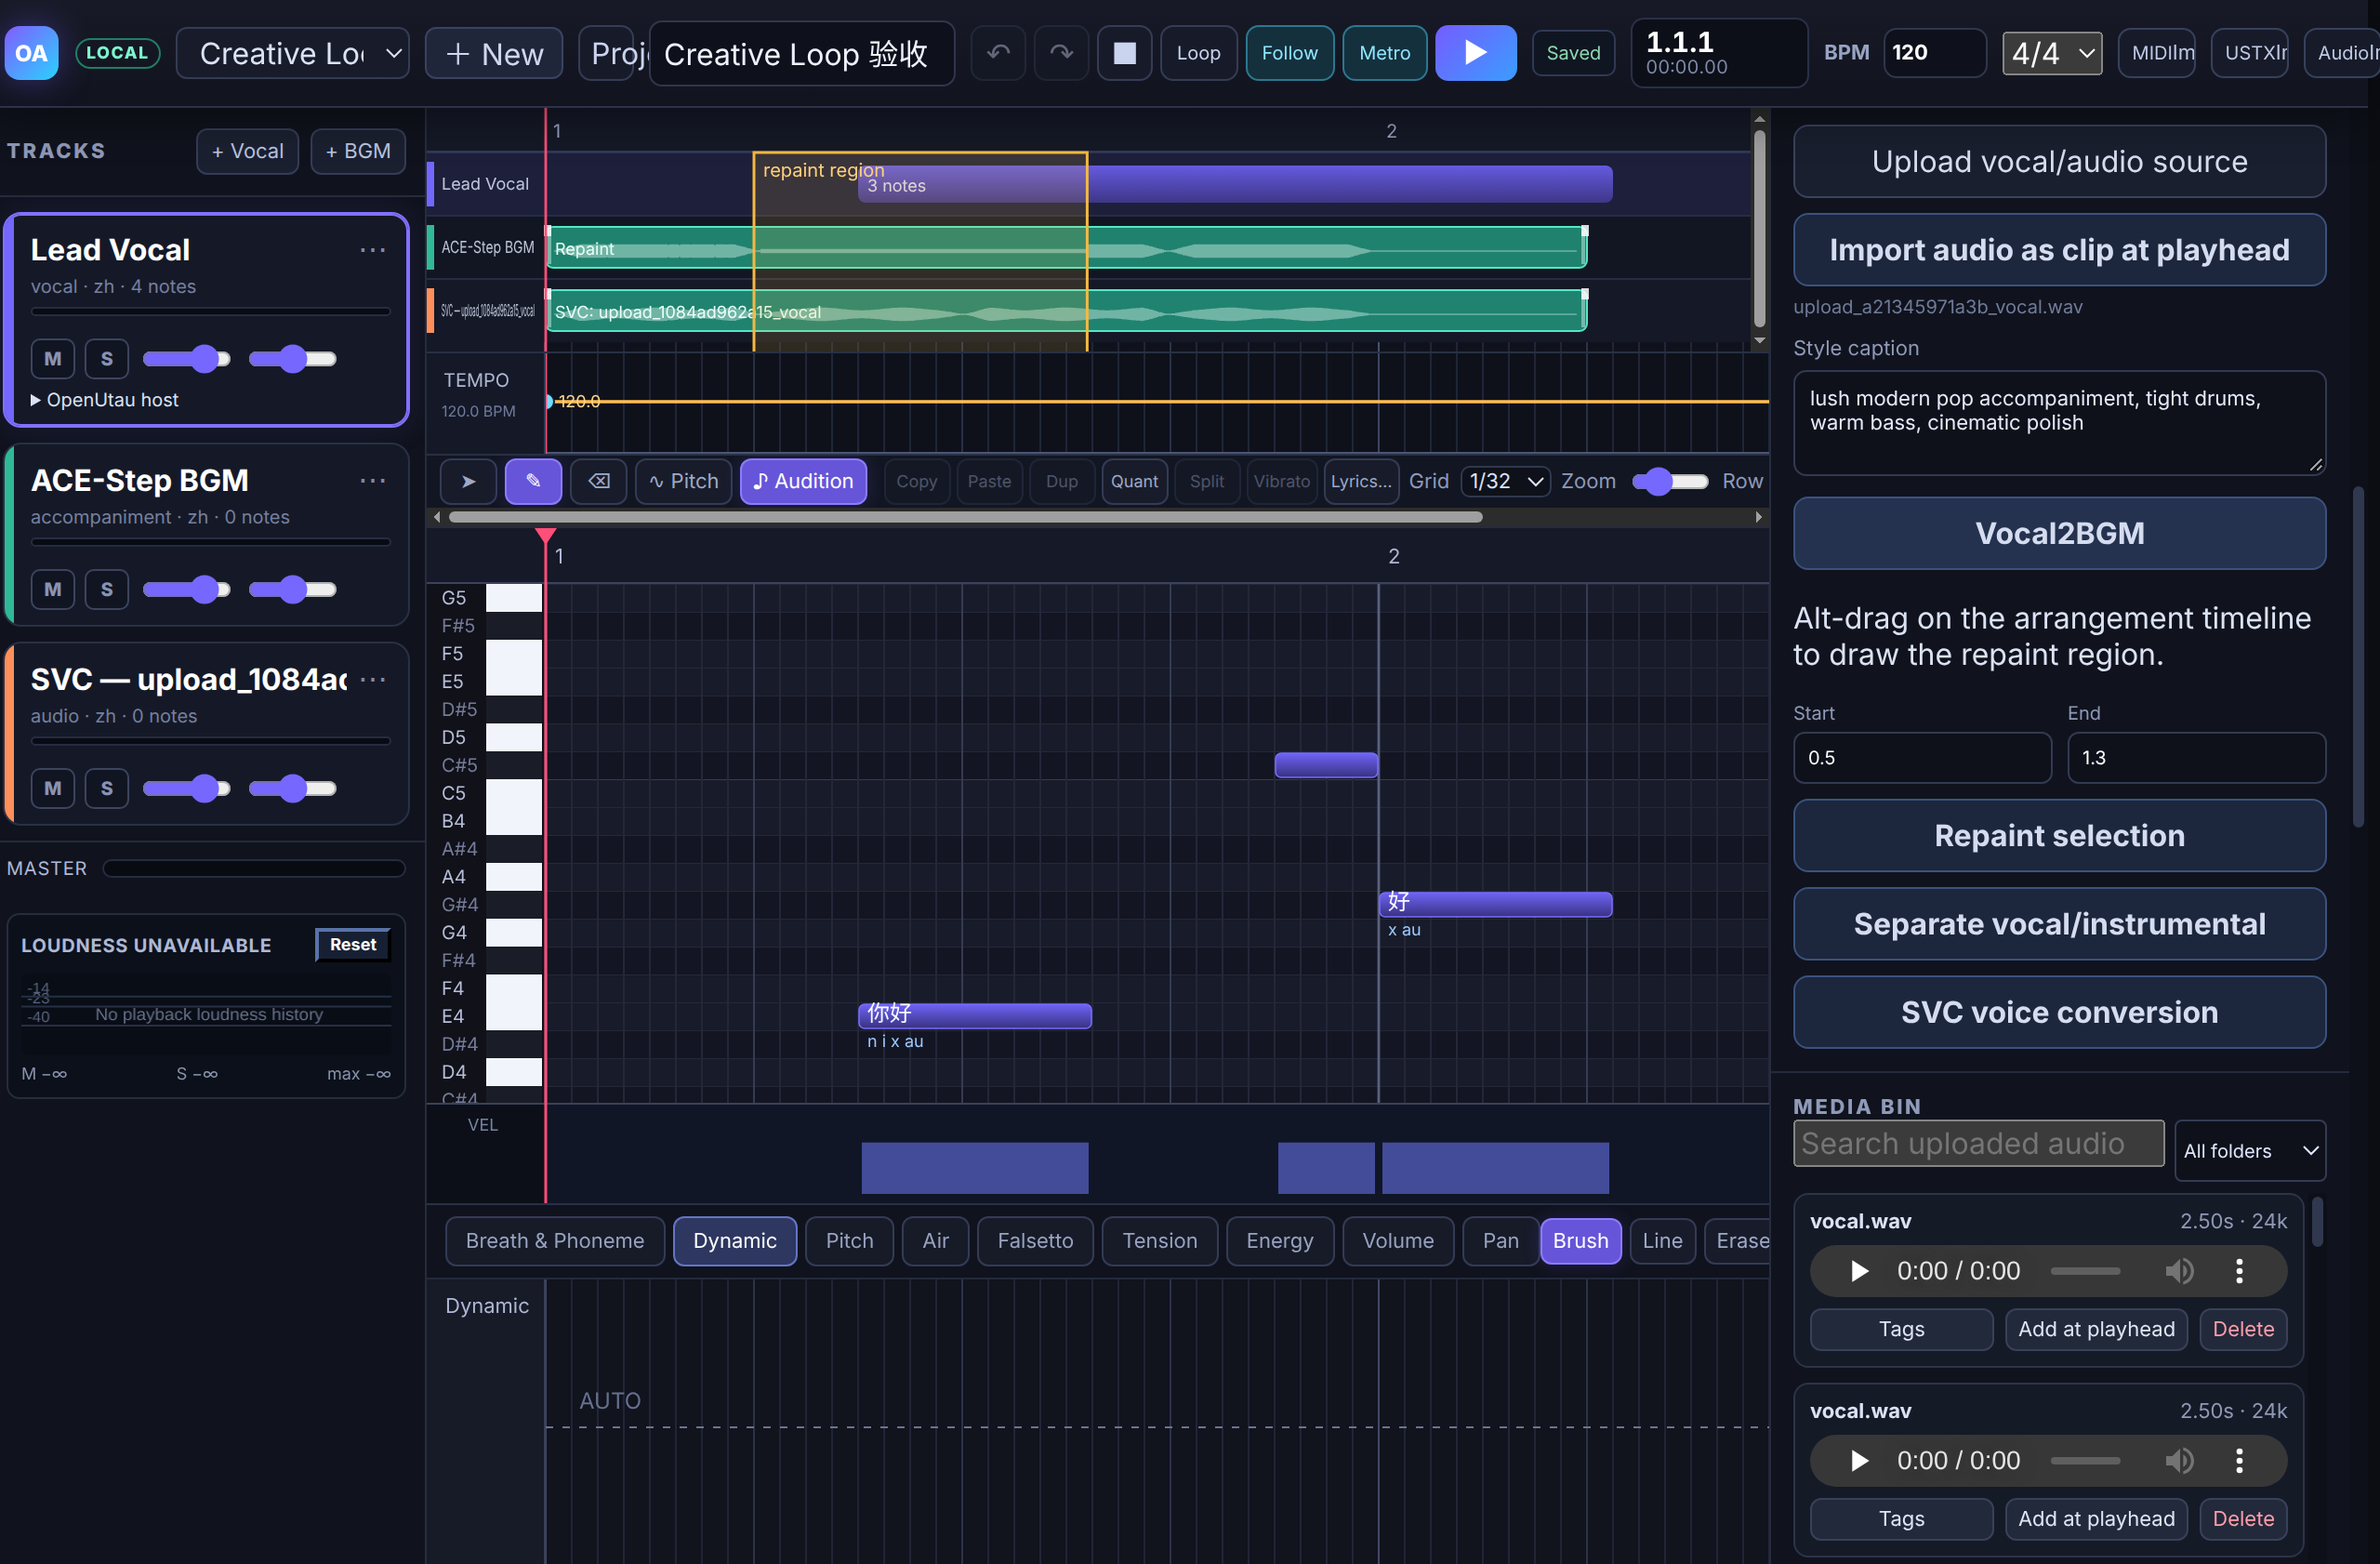 OA
LOCAL
Creative Lo
+ New
Proj
Creative Loop 验收
Loop
Follow
Metro
Saved
1.1.1
00:00.00
BPM
120
4/4
MIDI
USTX
Audio
TRACKS
+ Vocal
+ BGM
Lead Vocal
vocal · zh · 4 notes
M
S
OpenUtau host
ACE-Step BGM
accompaniment · zh · 0 notes
M
S
SVC — upload_1084ad
audio · zh · 0 notes
M
S
MASTER
LOUDNESS UNAVAILABLE
Reset
-14
-23
-40
No playback loudness history
M −∞
S −∞
max −∞
1
2
Lead Vocal
repaint region
3 notes
ACE-Step BGM
Repaint
SVC — upload_1084ad962a15_vocal
SVC: upload_1084ad962a15_vocal
TEMPO
120.0 BPM
120.0
∿ Pitch
♪ Audition
Copy
Paste
Dup
Quant
Split
Vibrato
Lyrics...
Grid
1/32
Zoom
Row
1
2
G5
F#5
F5
E5
D#5
D5
C#5
C5
B4
A#4
A4
G#4
G4
F#4
F4
E4
D#4
D4
C#4
好
x au
你好
n i x au
VEL
Breath & Phoneme
Dynamic
Pitch
Air
Falsetto
Tension
Energy
Volume
Pan
Brush
Line
Erase
Dynamic
AUTO
Upload vocal/audio source
Import audio as clip at playhead
upload_a21345971a3b_vocal.wav
Style caption
lush modern pop accompaniment, tight drums,
warm bass, cinematic polish
Vocal2BGM
Alt-drag on the arrangement timeline
to draw the repaint region.
Start
End
0.5
1.3
Repaint selection
Separate vocal/instrumental
SVC voice conversion
MEDIA BIN
Search uploaded audio
All folders
vocal.wav
2.50s · 24k
0:00 / 0:00
Tags
Add at playhead
Delete
vocal.wav
2.50s · 24k
0:00 / 0:00
Tags
Add at playhead
Delete